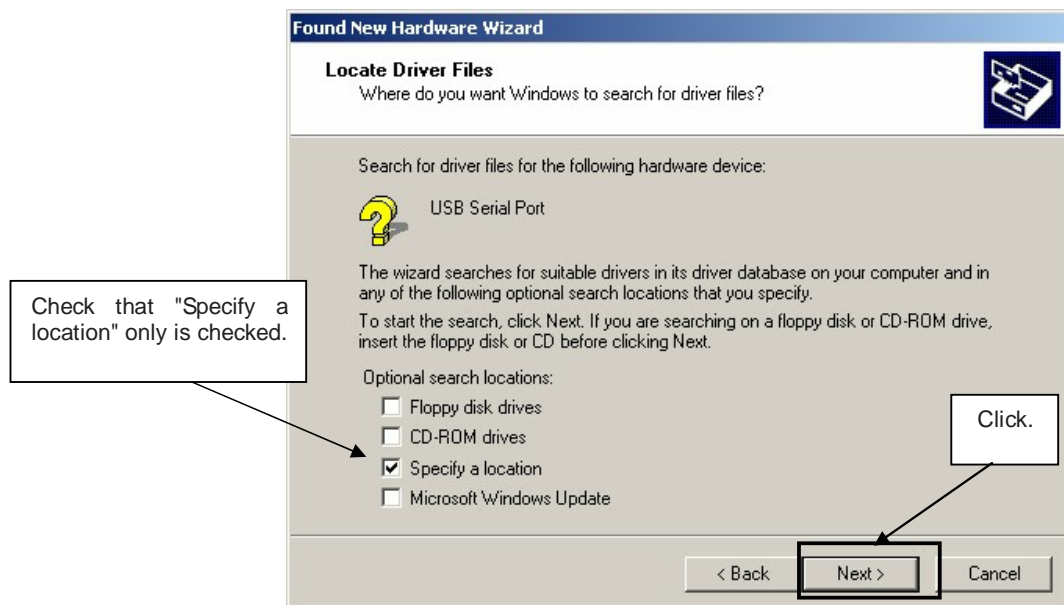 Found New Hardware Wizard
Locate Driver Files
Where do you want Windows to search for driver files?
Search for driver files for the following hardware device:
USB Serial Port
The wizard searches for suitable drivers in its driver database on your computer and in
any of the following optional search locations that you specify.
To start the search, click Next. If you are searching on a floppy disk or CD-ROM drive,
insert the floppy disk or CD before clicking Next.
Check that "Specify a
location" only is checked.
Optional search locations:
Floppy disk drives
CD-ROM drives
Specify a location
Microsoft Windows Update
Click.
< Back
Next >
Cancel